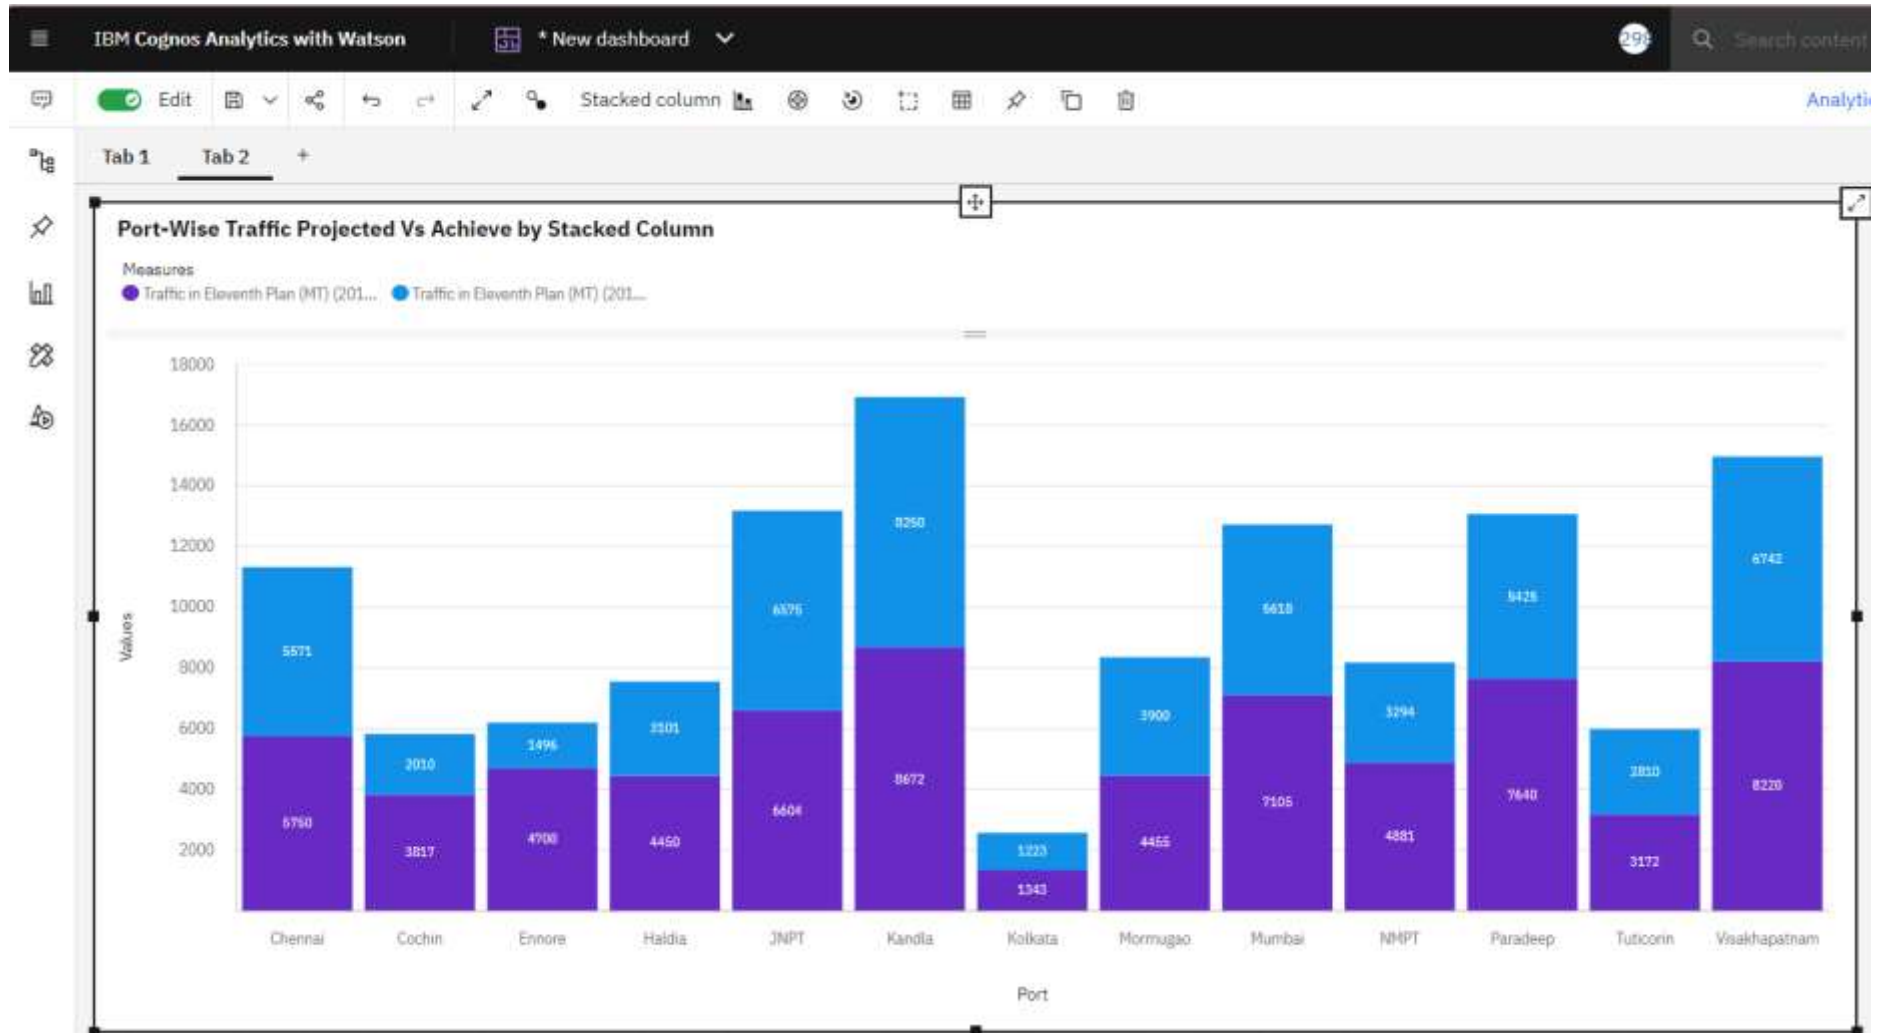 IBM Cognos Analytics with Watson
* New dashboard
299
Search content
Edit
Stacked column
Analyti
Tab 1
Tab 2
+
Port-Wise Traffic Projected Vs Achieve by Stacked Column
Measures
Traffic in Eleventh Plan (MT) (201...
Traffic in Eleventh Plan (MT) (201...
Values
18000
16000
14000
12000
10000
8000
6000
4000
2000
5571
2010
1496
3101
6575
8250
1223
3900
5618
3294
5425
2810
6742
5750
3817
4700
4450
6604
8672
1343
4455
7105
4881
7640
3172
8220
Chennai
Cochin
Ennore
Haldia
JNPT
Kandla
Kolkata
Mormugao
Mumbai
NMPT
Paradeep
Tuticorin
Visakhapatnam
Port